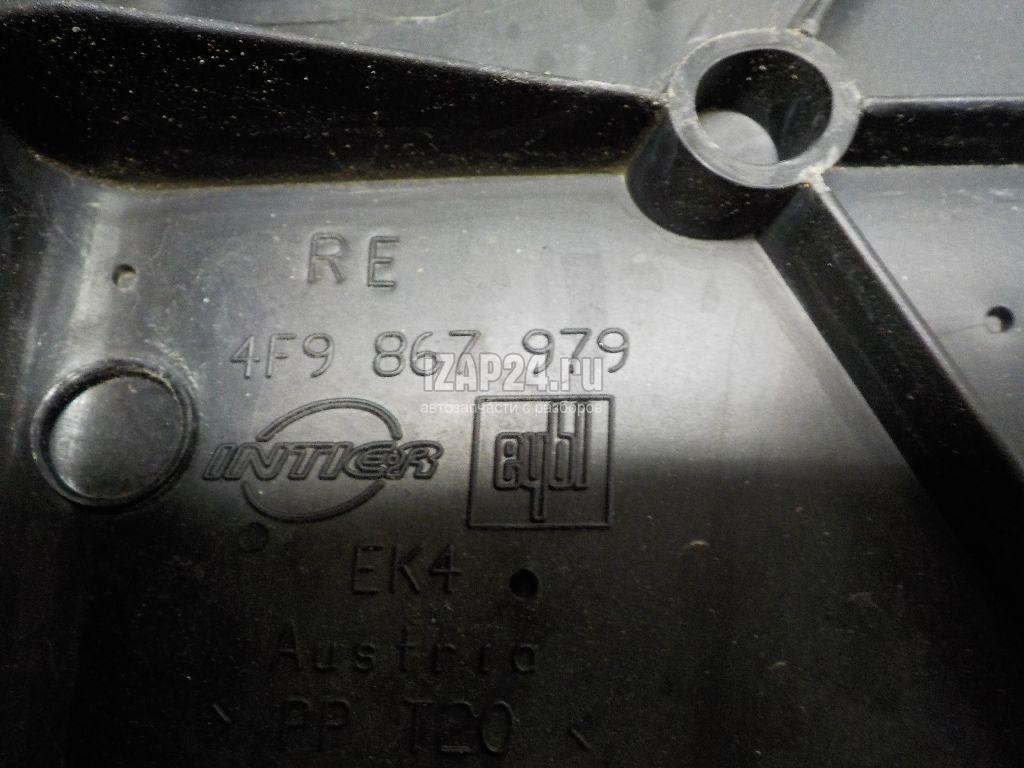 RE
4F9 867 979
IZAP24.ru
автозапчасти с разборов
INTIER
eybl
EK4
Austria
> PP T20 <